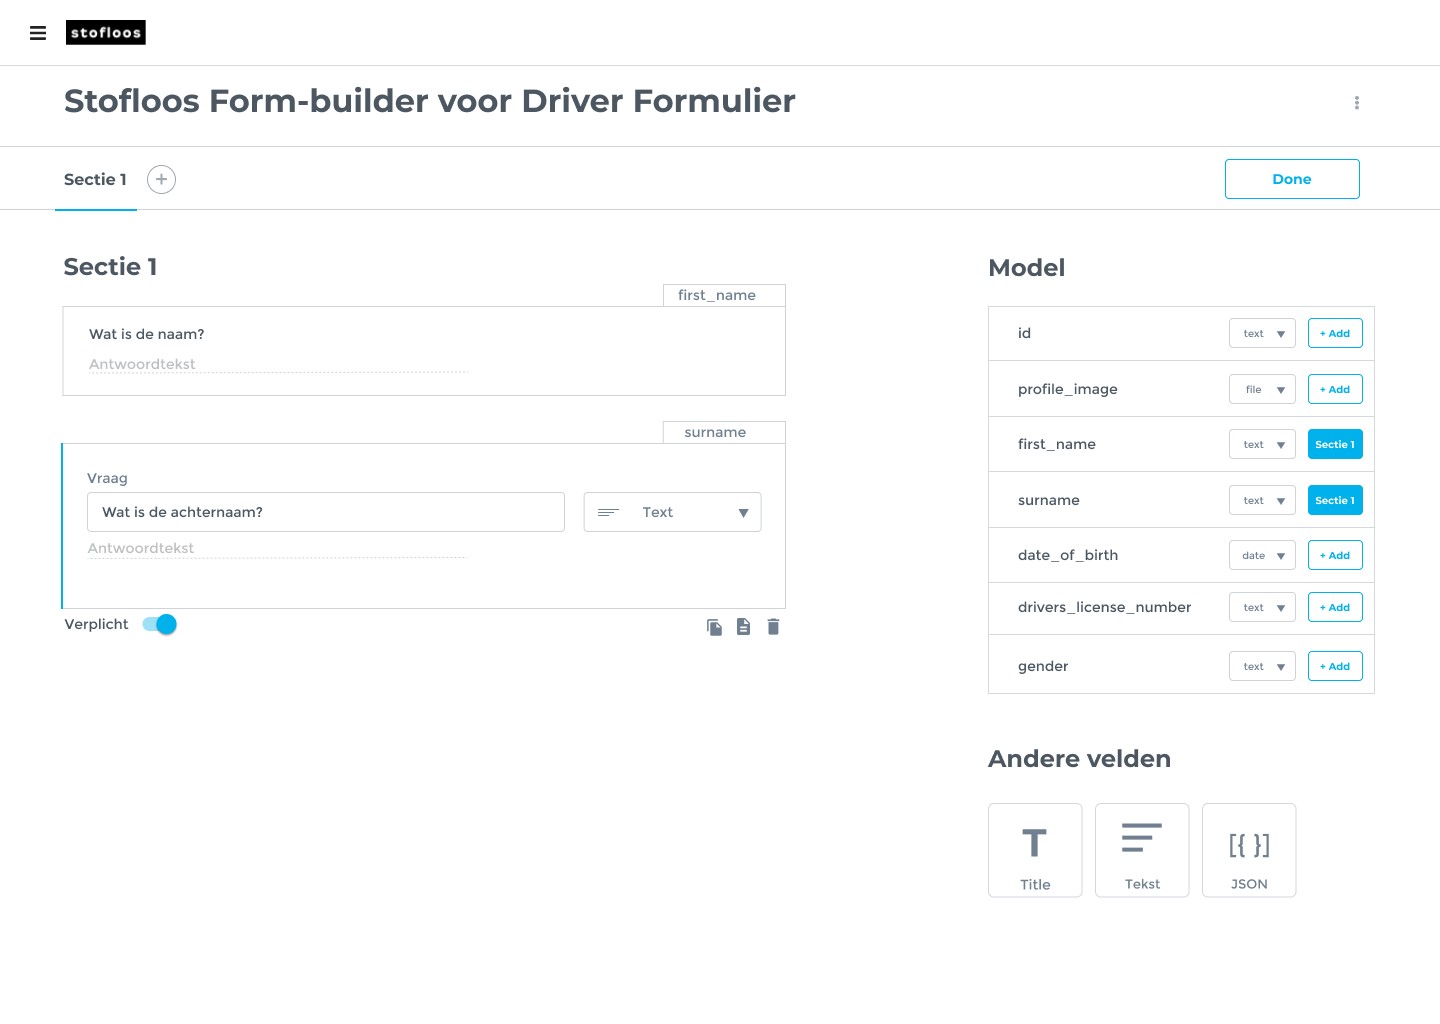 stofloos
Stofloos Form-builder voor Driver Formulier
Sectie 1
Done
Sectie 1
first_name
Wat is de naam?
Antwoordtekst
surname
Vraag
Wat is de achternaam?
Text
Antwoordtekst
Verplicht
Model
id text + Add
profile_image file + Add
first_name text Sectie 1
surname text Sectie 1
date_of_birth date + Add
drivers_license_number text + Add
gender text + Add
Andere velden
T
Title
Tekst
[{ }]
JSON